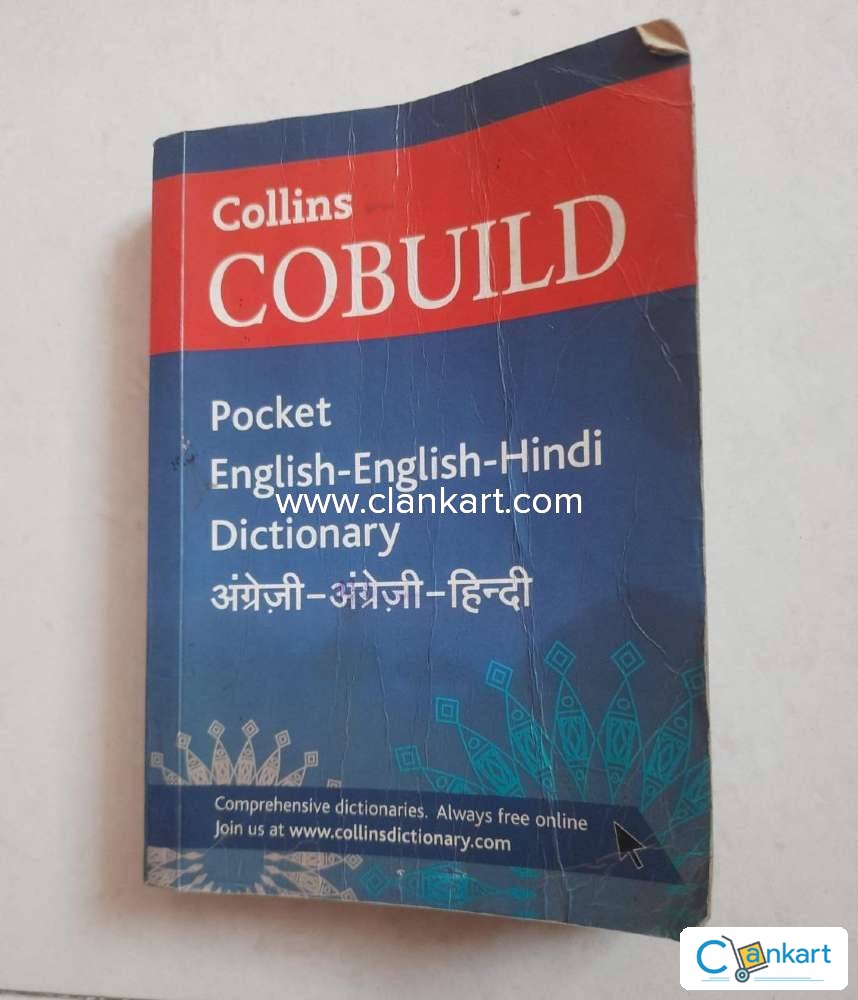 Collins
COBUILD
Pocket
English-English-Hindi
www.clankart.com
Dictionary
अंग्रेज़ी–अंग्रेज़ी–हिन्दी
Comprehensive dictionaries. Always free online
Join us at www.collinsdictionary.com
Clankart